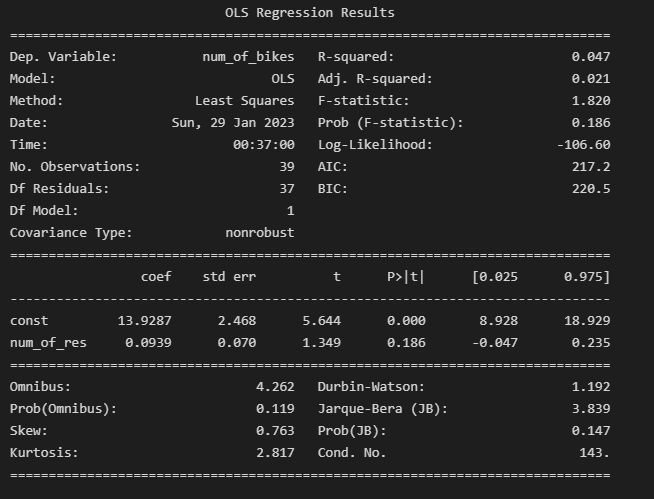 OLS Regression Results
==============================================================================
Dep. Variable: num_of_bikes R-squared: 0.047
Model: OLS Adj. R-squared: 0.021
Method: Least Squares F-statistic: 1.820
Date: Sun, 29 Jan 2023 Prob (F-statistic): 0.186
Time: 00:37:00 Log-Likelihood: -106.60
No. Observations: 39 AIC: 217.2
Df Residuals: 37 BIC: 220.5
Df Model: 1
Covariance Type: nonrobust
==============================================================================
coef std err t P>|t| [0.025 0.975]
------------------------------------------------------------------------------
const 13.9287 2.468 5.644 0.000 8.928 18.929
num_of_res 0.0939 0.070 1.349 0.186 -0.047 0.235
==============================================================================
Omnibus: 4.262 Durbin-Watson: 1.192
Prob(Omnibus): 0.119 Jarque-Bera (JB): 3.839
Skew: 0.763 Prob(JB): 0.147
Kurtosis: 2.817 Cond. No. 143.
==============================================================================